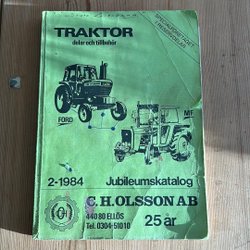 TRAKTOR
delar och tillbehör
FORD
MF
2-1984
Jubileumskatalog
C.H. OLSSON AB
440 80 ELLÖS
Tel. 0304-51010
25 år